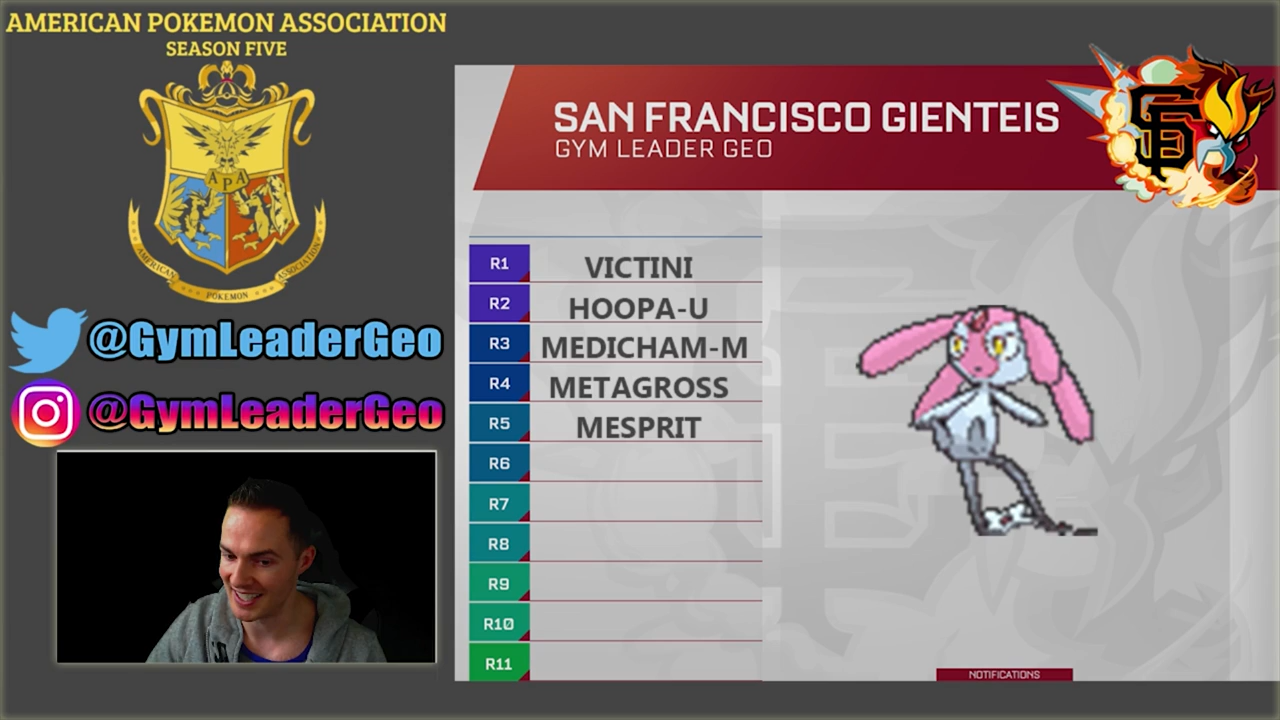 AMERICAN POKEMON ASSOCIATION
SEASON FIVE
APA
AMERICAN
POKEMON
ASSOCIATION
@GymLeaderGeo
@GymLeaderGeo
SAN FRANCISCO GIENTEIS
GYM LEADER GEO
SF
R1 VICTINI
R2 HOOPA-U
R3 MEDICHAM-M
R4 METAGROSS
R5 MESPRIT
R6
R7
R8
R9
R10
R11
NOTIFICATIONS